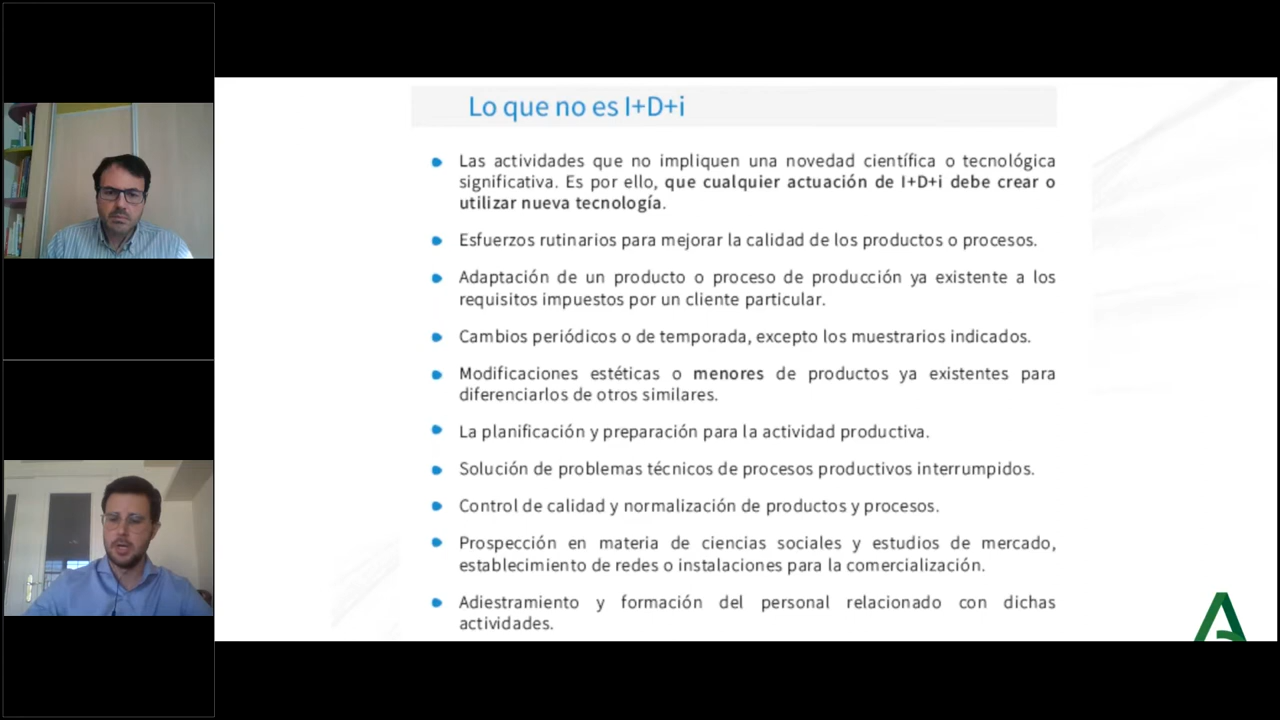 Lo que no es I+D+i
Las actividades que no impliquen una novedad científica o tecnológica
significativa. Es por ello, que cualquier actuación de I+D+i debe crear o
utilizar nueva tecnología.
Esfuerzos rutinarios para mejorar la calidad de los productos o procesos.
Adaptación de un producto o proceso de producción ya existente a los
requisitos impuestos por un cliente particular.
Cambios periódicos o de temporada, excepto los muestrarios indicados.
Modificaciones estéticas o menores de productos ya existentes para
diferenciarlos de otros similares.
La planificación y preparación para la actividad productiva.
Solución de problemas técnicos de procesos productivos interrumpidos.
Control de calidad y normalización de productos y procesos.
Prospección en materia de ciencias sociales y estudios de mercado,
establecimiento de redes o instalaciones para la comercialización.
Adiestramiento y formación del personal relacionado con dichas
actividades.